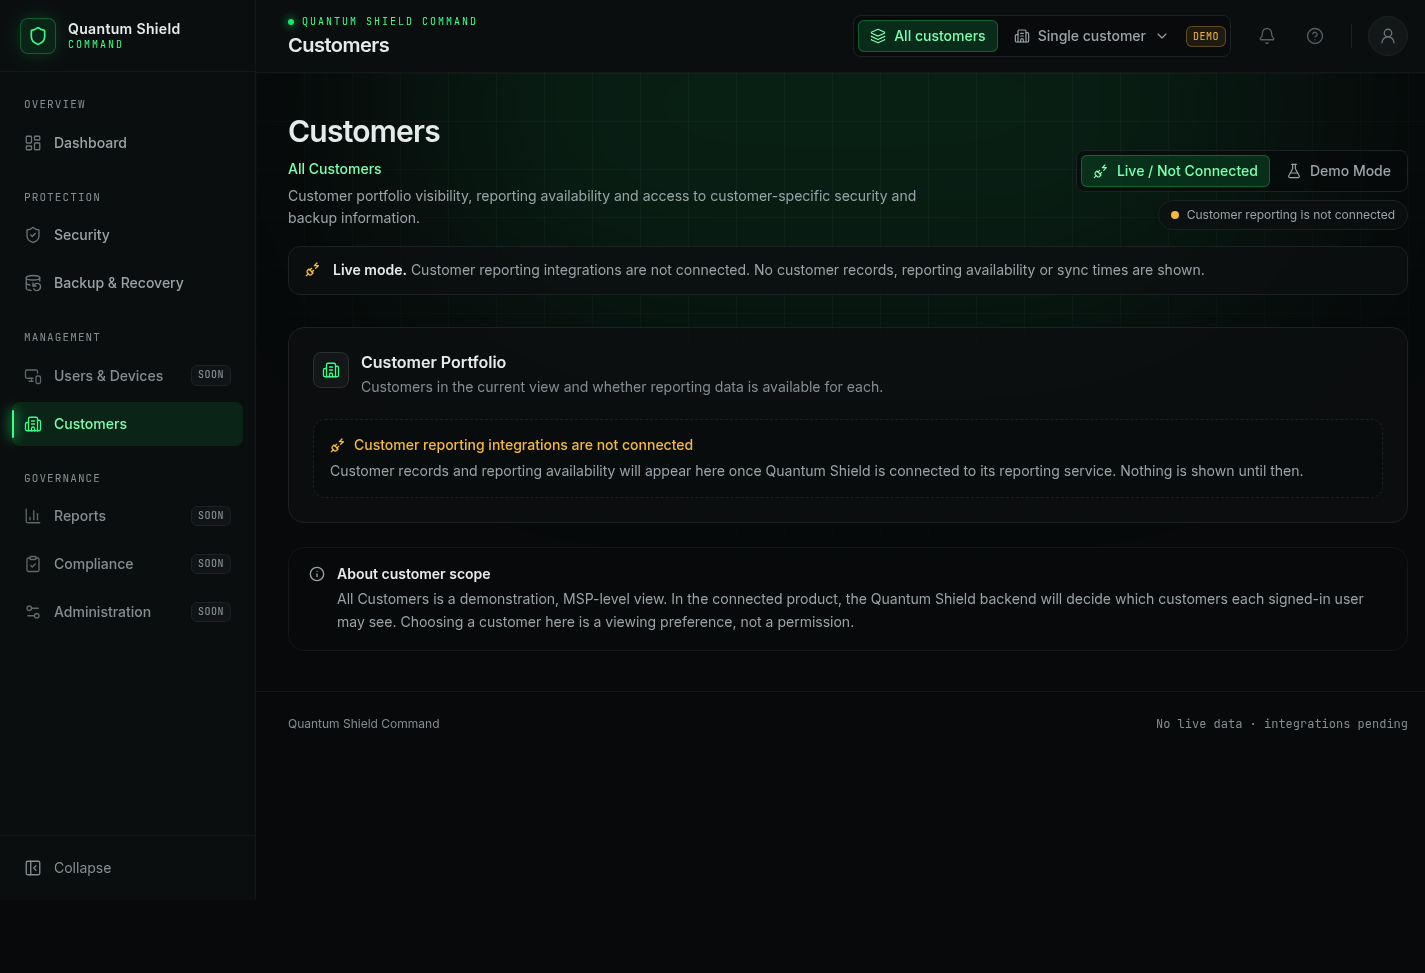 Quantum Shield
COMMAND
OVERVIEW
Dashboard
PROTECTION
Security
Backup & Recovery
MANAGEMENT
Users & Devices SOON
Customers
GOVERNANCE
Reports SOON
Compliance SOON
Administration SOON
Collapse
QUANTUM SHIELD COMMAND
Customers
All customers Single customer DEMO
Customers
All Customers
Customer portfolio visibility, reporting availability and access to customer-specific security and
backup information.
Live / Not Connected Demo Mode
Customer reporting is not connected
Live mode. Customer reporting integrations are not connected. No customer records, reporting availability or sync times are shown.
Customer Portfolio
Customers in the current view and whether reporting data is available for each.
Customer reporting integrations are not connected
Customer records and reporting availability will appear here once Quantum Shield is connected to its reporting service. Nothing is shown until then.
About customer scope
All Customers is a demonstration, MSP-level view. In the connected product, the Quantum Shield backend will decide which customers each signed-in user
may see. Choosing a customer here is a viewing preference, not a permission.
Quantum Shield Command
No live data · integrations pending